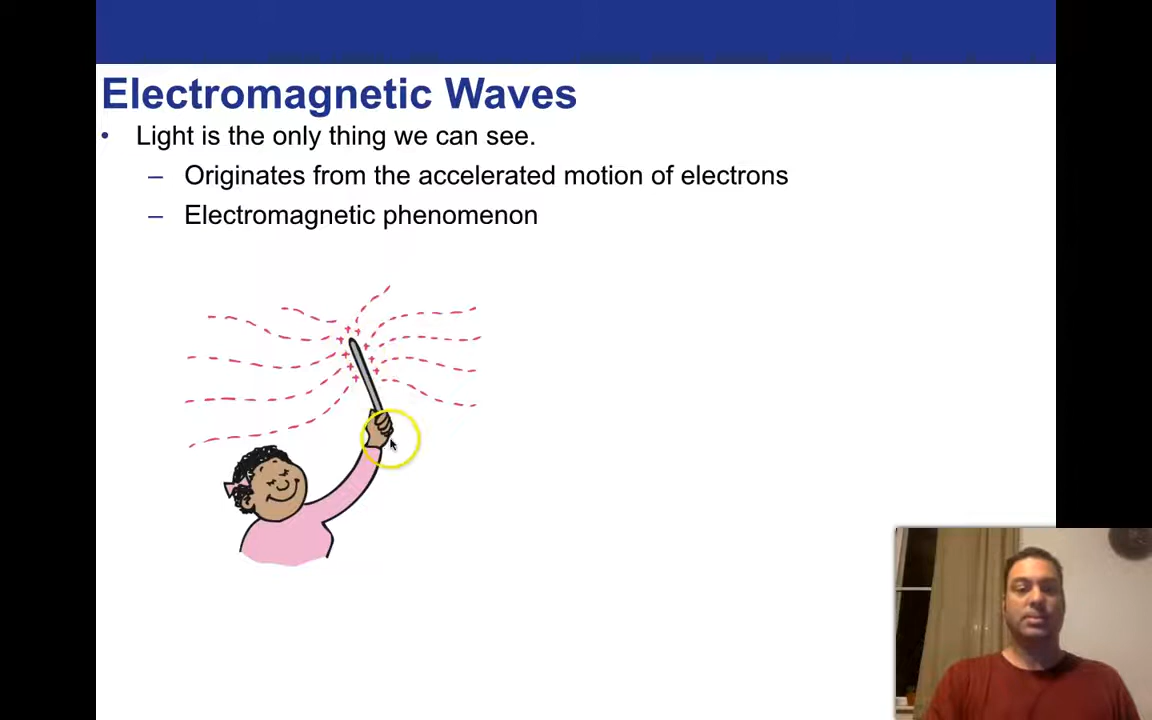 Electromagnetic Waves
• Light is the only thing we can see.
– Originates from the accelerated motion of electrons
– Electromagnetic phenomenon